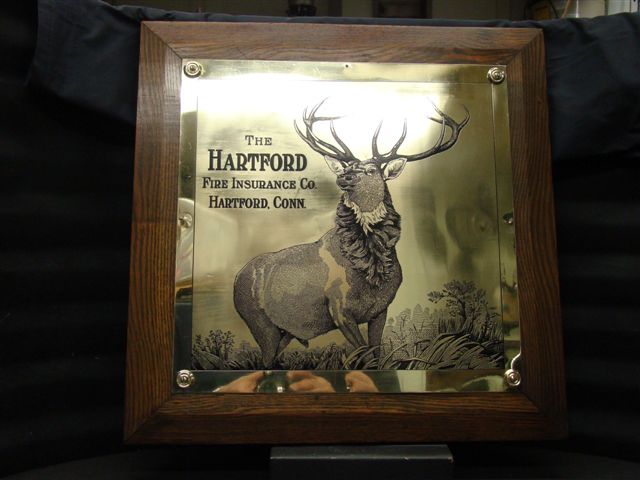 THE
HARTFORD
FIRE INSURANCE CO.
HARTFORD, CONN.